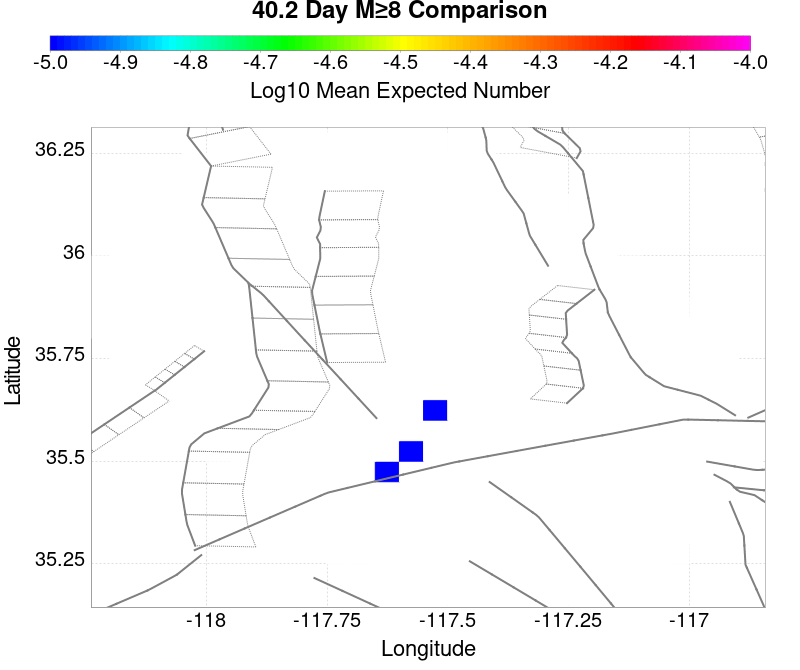 40.2 Day M≥8 Comparison
-5.0 -4.9 -4.8 -4.7 -4.6 -4.5 -4.4 -4.3 -4.2 -4.1 -4.0
Log10 Mean Expected Number
36.25
36
35.75
35.5
35.25
Latitude
-118 -117.75 -117.5 -117.25 -117
Longitude